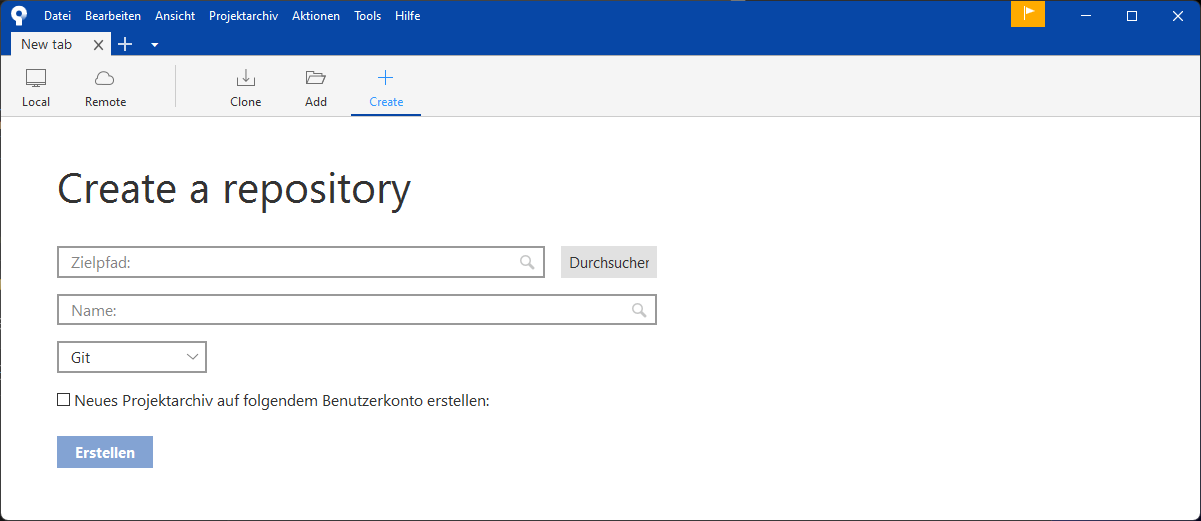 Datei Bearbeiten Ansicht Projektarchiv Aktionen Tools Hilfe
New tab
Local Remote Clone Add Create
Create a repository
Zielpfad: Durchsucher
Name:
Git
Neues Projektarchiv auf folgendem Benutzerkonto erstellen:
Erstellen